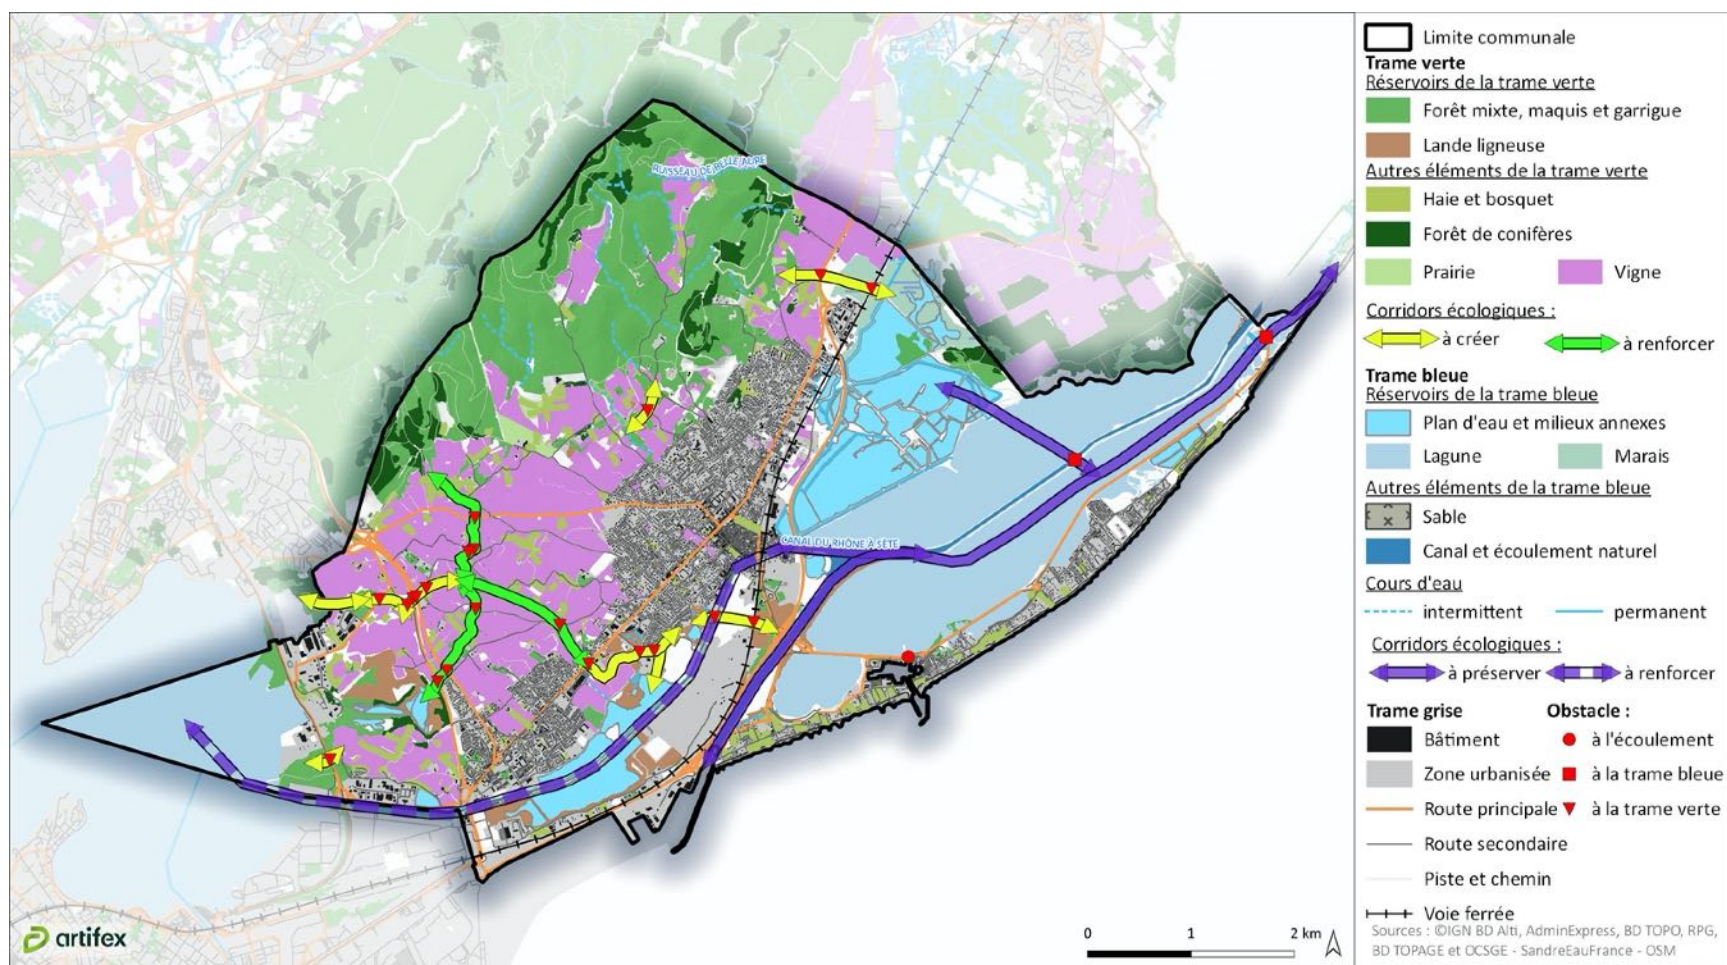 RUISSEAU DE BELLE AURE
CANAL DU RHÔNE À SÈTE
artifex
0 1 2 km
Limite communale
Trame verte
Réservoirs de la trame verte
Forêt mixte, maquis et garrigue
Lande ligneuse
Autres éléments de la trame verte
Haie et bosquet
Forêt de conifères
Prairie Vigne
Corridors écologiques :
à créer à renforcer
Trame bleue
Réservoirs de la trame bleue
Plan d'eau et milieux annexes
Lagune Marais
Autres éléments de la trame bleue
Sable
Canal et écoulement naturel
Cours d'eau
intermittent permanent
Corridors écologiques :
à préserver à renforcer
Trame grise Obstacle :
Bâtiment à l'écoulement
Zone urbanisée à la trame bleue
Route principale à la trame verte
Route secondaire
Piste et chemin
Voie ferrée
Sources : ©IGN BD Alti, AdminExpress, BD TOPO, RPG,
BD TOPAGE et OCSGE - SandreEauFrance - OSM